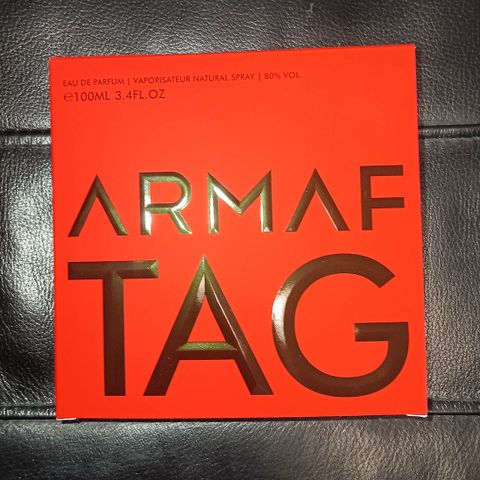 EAU DE PARFUM | VAPORISATEUR NATURAL SPRAY | 80% VOL.
℮100ML 3.4FL.OZ
ARMAF
TAG